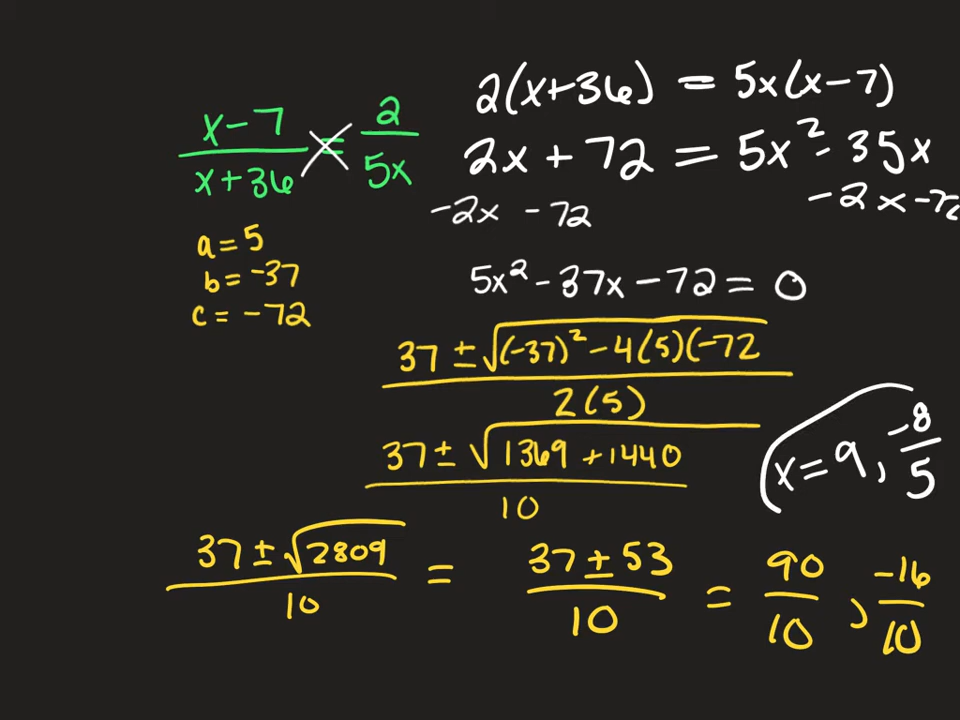 x-7/x+36 = 2/5x
2(x+36) = 5x(x-7)
2x + 72 = 5x² - 35x
-2x -72 -2x -72
a = 5
b = -37
c = -72
5x² - 37x - 72 = 0
37 ± √(-37)² - 4(5)(-72
2(5)
37 ± √1369 + 1440
10
x = 9, -8/5
37 ± √2809/10 = 37 ± 53/10 = 90/10, -16/10